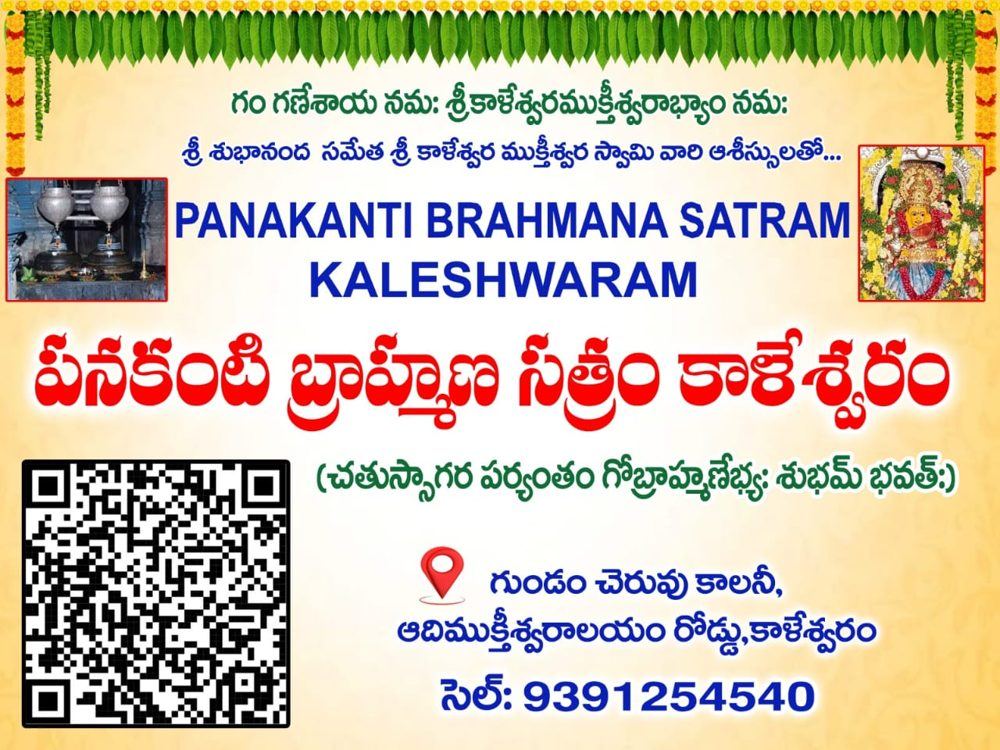 గం గణేశాయ నమ: శ్రీకాళేశ్వరముక్తీశ్వరాభ్యాం నమ:
శ్రీ శుభానంద సమేత శ్రీ కాళేశ్వర ముక్తీశ్వర స్వామి వారి ఆశీస్సులతో...
PANAKANTI BRAHMANA SATRAM
KALESHWARAM
పనకంటి బ్రాహ్మణ సత్రం కాళేశ్వరం
(చతుస్సాగర పర్యంతం గోబ్రాహ్మణేభ్య: శుభమ్ భవత్:)
గుండం చెరువు కాలనీ,
ఆదిముక్తీశ్వరాలయం రోడ్డు,కాళేశ్వరం
సెల్: 9391254540